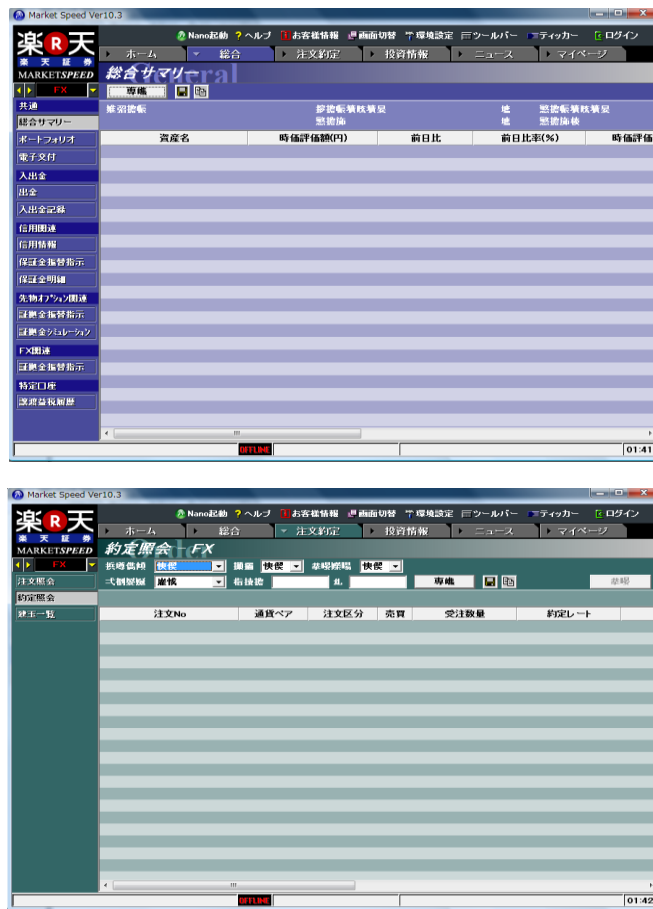 Market Speed Ver10.3
Nano起動 ? ヘルプ お客様情報 画面切替 環境設定 ツールバー ティッカー ログイン
楽R天
楽天証券
MARKETSPEED
ホーム 総合 注文約定 投資情報 ニュース マイページ
総合サマリー
General
FX
共通
総合サマリー
ポートフォリオ
電子交付
入出金
出金
入出金記録
信用関連
信用情報
保証金振替指示
保証金明細
先物オプション関連
証拠金振替指示
証拠金シミュレーション
FX関連
証拠金振替指示
特定口座
譲渡益税履歴
資産名 時価評価額(円) 前日比 前日比率(%) 時価評価
OFFLINE 01:41
Market Speed Ver10.3
Nano起動 ? ヘルプ お客様情報 画面切替 環境設定 ツールバー ティッカー ログイン
楽R天
楽天証券
MARKETSPEED
ホーム 総合 注文約定 投資情報 ニュース マイページ
約定照会 FX
Order
FX
注文照会
約定照会
建玉一覧
注文No 通貨ペア 注文区分 売買 受注数量 約定レート
OFFLINE 01:42